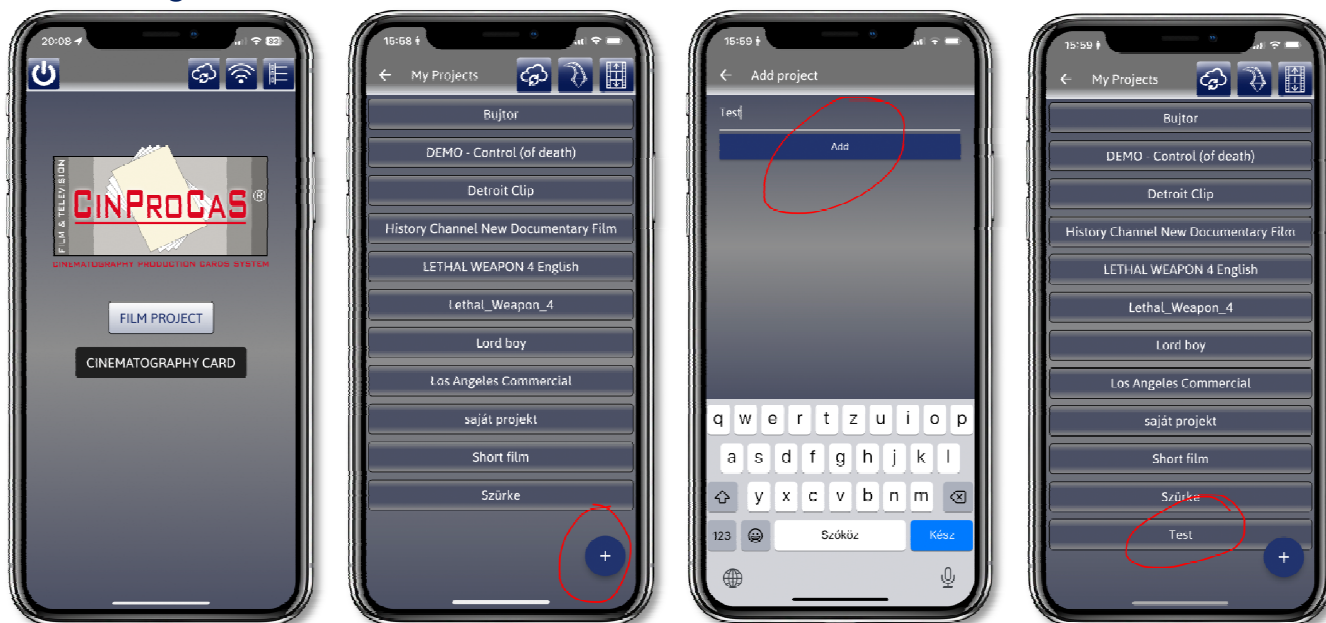 20:08
FILM & TELEVISION
CINPROCAS®
CINEMATOGRAPHY PRODUCTION CARDS SYSTEM
FILM PROJECT
CINEMATOGRAPHY CARD
15:58
My Projects
Bujtor
DEMO - Control (of death)
Detroit Clip
History Channel New Documentary Film
LETHAL WEAPON 4 English
Lethal_Weapon_4
Lord boy
Los Angeles Commercial
saját projekt
Short film
Szürke
+
15:59
Add project
Test
Add
q w e r t z u i o p
a s d f g h j k l
y x c v b n m
123 Szóköz Kész
15:59
My Projects
Bujtor
DEMO - Control (of death)
Detroit Clip
History Channel New Documentary Film
LETHAL WEAPON 4 English
Lethal_Weapon_4
Lord boy
Los Angeles Commercial
saját projekt
Short film
Szürke
Test
+